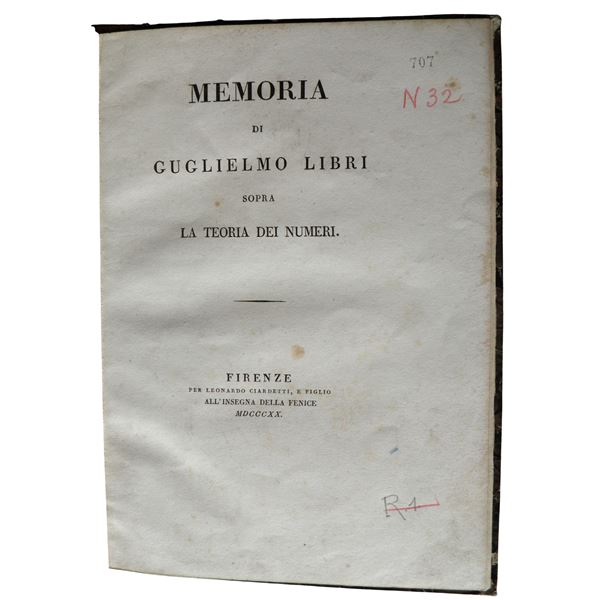 707
N 32
MEMORIA
DI
GUGLIELMO LIBRI
SOPRA
LA TEORIA DEI NUMERI.
FIRENZE
PER LEONARDO CIARDETTI, E FIGLIO
ALL'INSEGNA DELLA FENICE
MDCCCXX.
R.1.